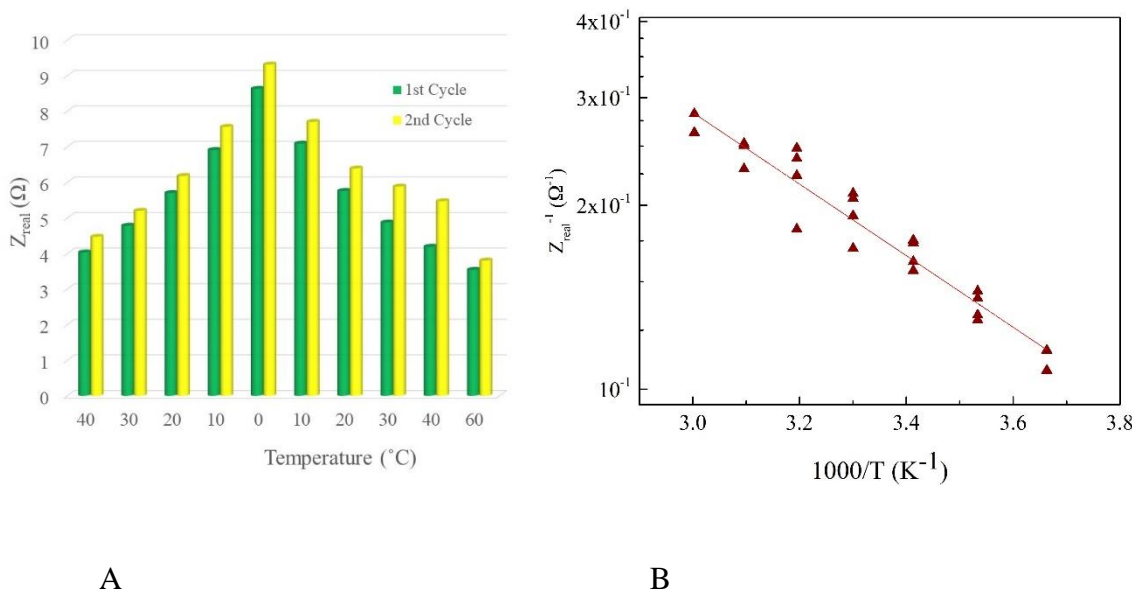 10
9
8
7
6
5
4
3
2
1
0
Z_real (Ω)
1st Cycle
2nd Cycle
40 30 20 10 0 10 20 30 40 60
Temperature (˚C)
A
4x10⁻¹
3x10⁻¹
2x10⁻¹
10⁻¹
Z_real⁻¹ (Ω⁻¹)
3.0 3.2 3.4 3.6 3.8
1000/T (K⁻¹)
B